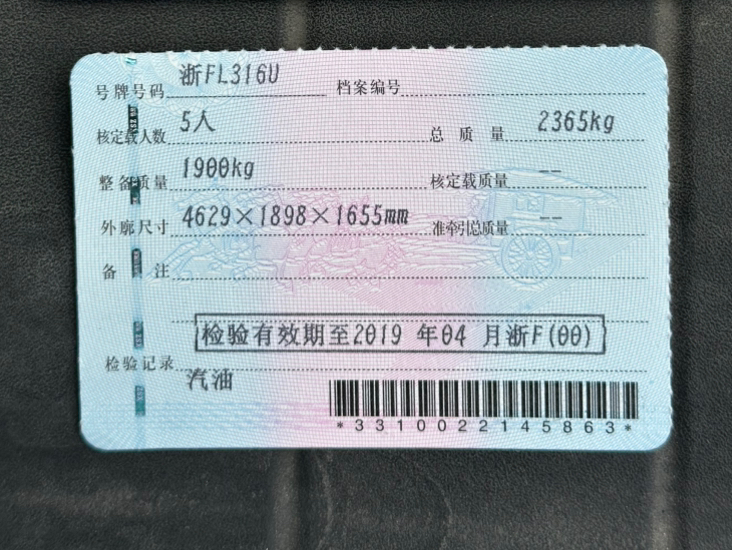 号牌号码 浙FL316U 档案编号
核定载人数 5人 总质量 2365kg
整备质量 1900kg 核定载质量 --
外廓尺寸 4629×1898×1655mm 准牵引总质量 --
备注
检验有效期至2019 年04 月浙F(00)
检验记录 汽油
*3310022145863*